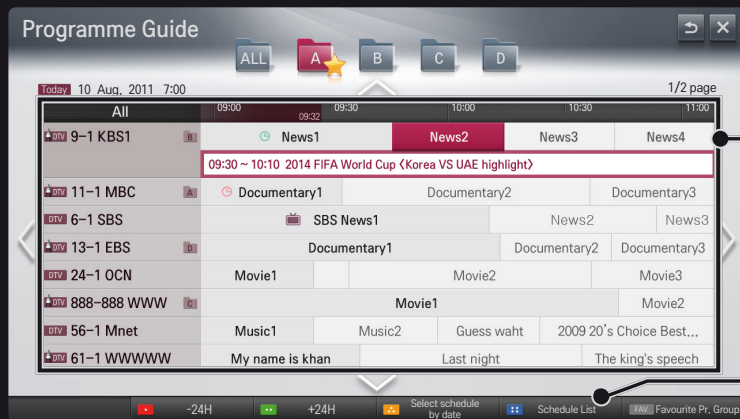 Programme Guide
ALL A B C D
Today 10 Aug. 2011 7:00 1/2 page
All 09:00 09:32 09:30 10:00 10:30 11:00
DTV 9-1 KBS1 B News1 News2 News3 News4
09:30 ~ 10:10 2014 FIFA World Cup 〈Korea VS UAE highlight〉
DTV 11-1 MBC A Documentary1 Documentary2 Documentary3
DTV 6-1 SBS SBS News1 News2 News3
DTV 13-1 EBS D Documentary1 Documentary2 Documentary3
DTV 24-1 OCN Movie1 Movie2 Movie3
DTV 888-888 WWW C Movie1 Movie2
DTV 56-1 Mnet Music1 Music2 Guess waht 2009 20's Choice Best...
DTV 61-1 WWWWW My name is khan Last night The king's speech
-24H +24H Select schedule by date Schedule List FAV Favourite Pr, Group